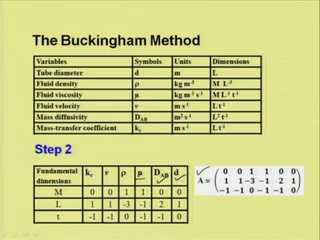 The Buckingham Method
Variables Symbols Units Dimensions
Tube diameter d m L
Fluid density ρ kg m⁻³ M L⁻³
Fluid viscosity μ kg m⁻¹ s⁻¹ M L⁻¹ t⁻¹
Fluid velocity v m s⁻¹ L t⁻¹
Mass diffusivity D_AB m² s⁻¹ L² t⁻¹
Mass-transfer coefficient k_c m s⁻¹ L t⁻¹
Step 2
Fundamental dimensions k_c v ρ μ D_AB d
M 0 0 1 1 0 0
L 1 1 -3 -1 2 1
t -1 -1 0 -1 -1 0
A = ( 0 0 1 1 0 0
1 1 -3 -1 2 1
-1 -1 0 -1 -1 0 )